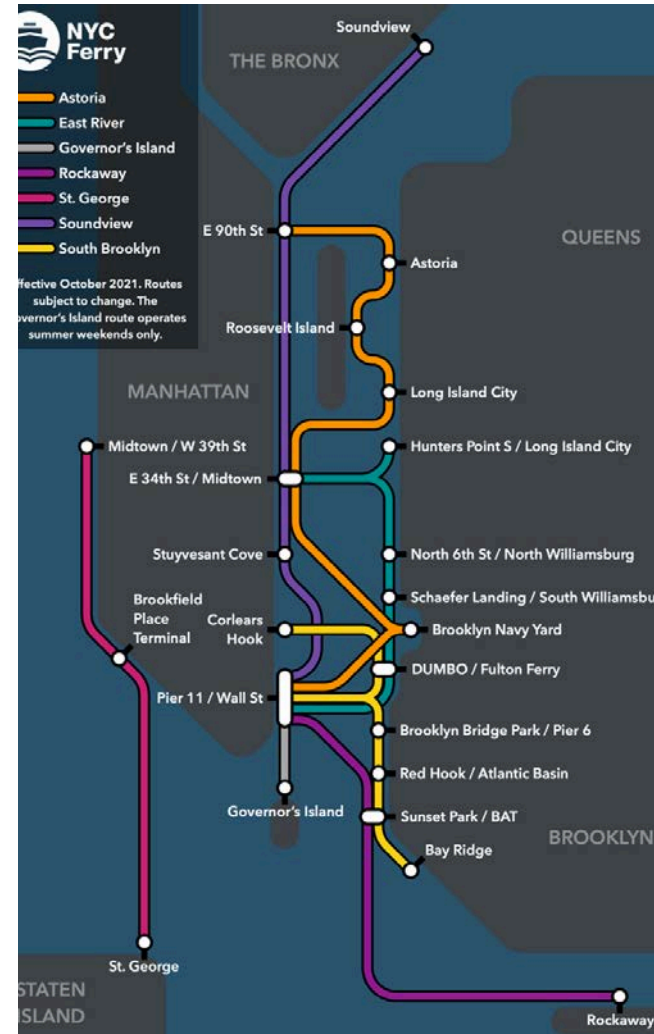 NYC
Ferry
Astoria
East River
Governor's Island
Rockaway
St. George
Soundview
South Brooklyn
ffective October 2021. Routes
subject to change. The
overnor's Island route operates
summer weekends only.
Soundview
THE BRONX
E 90th St
QUEENS
Astoria
Roosevelt Island
MANHATTAN
Long Island City
Midtown / W 39th St
Hunters Point S / Long Island City
E 34th St / Midtown
Stuyvesant Cove
North 6th St / North Williamsburg
Brookfield
Place
Terminal
Schaefer Landing / South Williamsbu
Corlears
Hook
Brooklyn Navy Yard
DUMBO / Fulton Ferry
Pier 11 / Wall St
Brooklyn Bridge Park / Pier 6
Red Hook / Atlantic Basin
Governor's Island
Sunset Park / BAT
BROOKLYN
Bay Ridge
St. George
STATEN
ISLAND
Rockaway